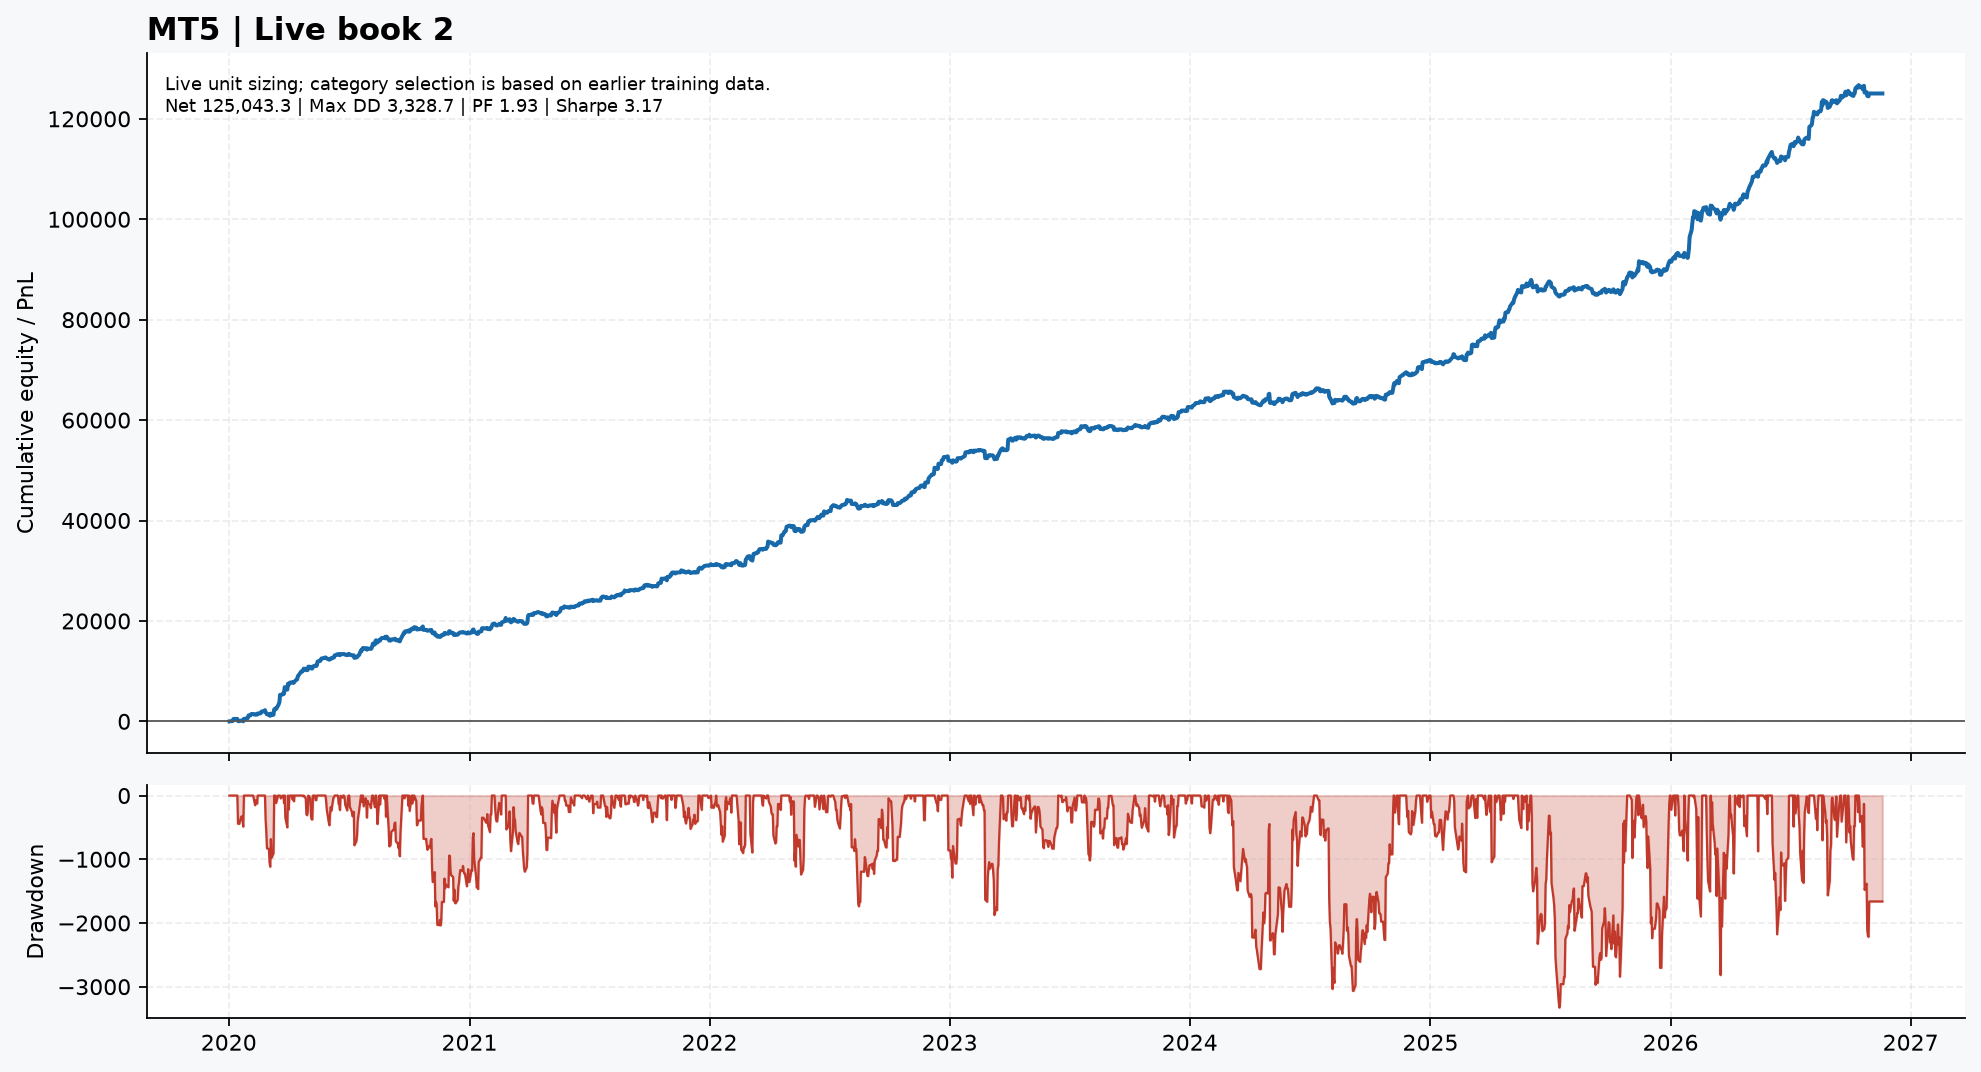 MT5 | Live book 2
Live unit sizing; category selection is based on earlier training data.
Net 125,043.3 | Max DD 3,328.7 | PF 1.93 | Sharpe 3.17
Cumulative equity / PnL
120000
100000
80000
60000
40000
20000
0
Drawdown
0
−1000
−2000
−3000
2020 2021 2022 2023 2024 2025 2026 2027